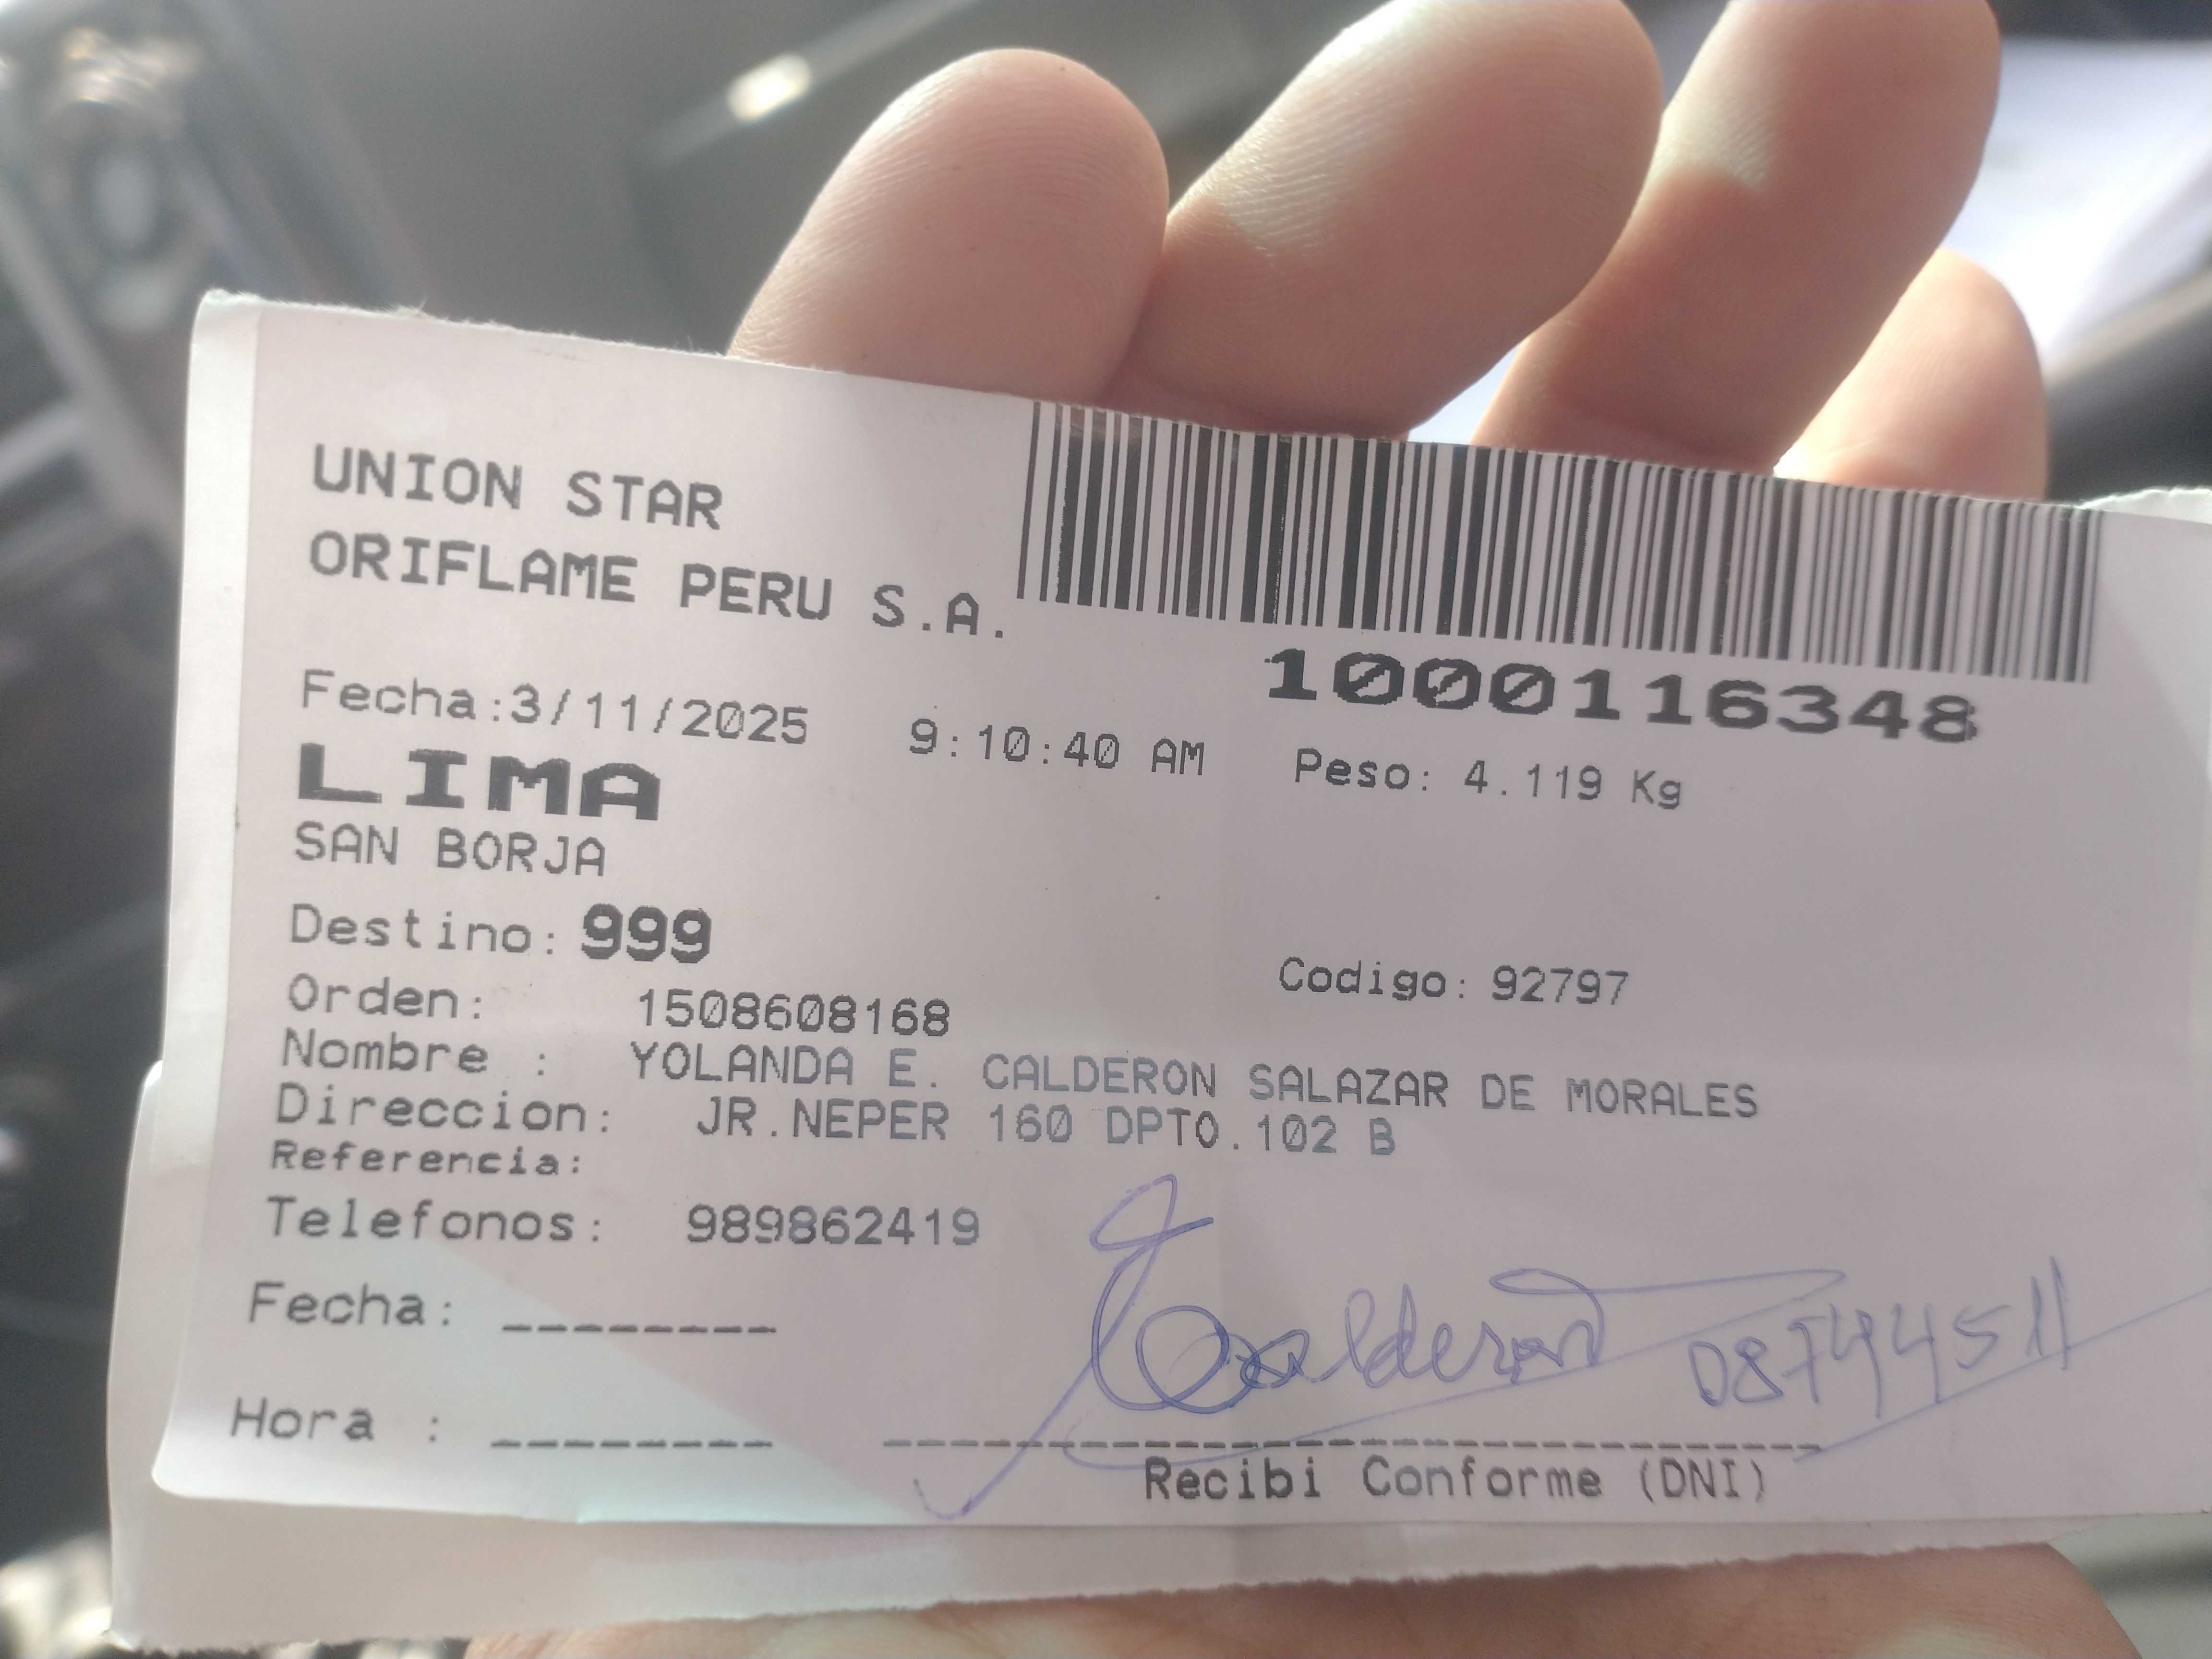 UNION STAR
ORIFLAME PERU S.A.
1000116348
Fecha:3/11/2025 9:10:40 AM Peso: 4.119 Kg
LIMA
SAN BORJA
Destino: 999
Codigo: 92797
Orden: 1508608168
Nombre : YOLANDA E. CALDERON SALAZAR DE MORALES
Direccion: JR.NEPER 160 DPTO.102 B
Referencia:
Telefonos: 989862419
Fecha: --------
Calderon 08744511
Hora : --------
Recibi Conforme (DNI)